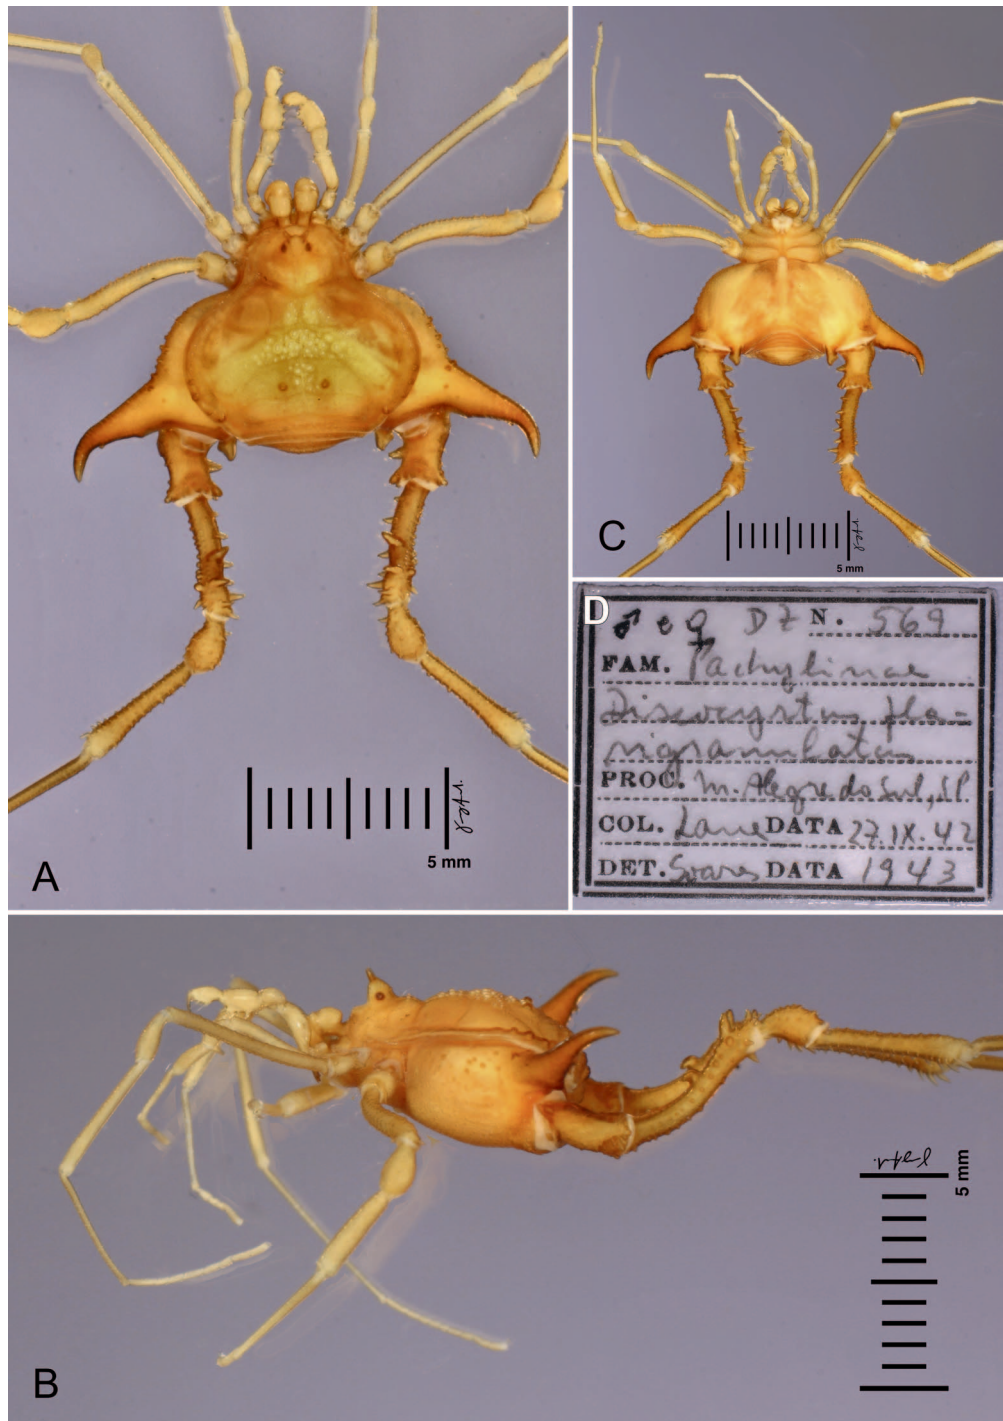 A
5 mm
C
5 mm
D
♂ e ♀ DZ N. 569
FAM. Pachylinae
Discocyrtus fla-
vigranulatus
PROC. M. Alegre do Sul, S.P.
COL. Lane DATA 27.IX.42
DET. Soares DATA 1943
5 mm
B